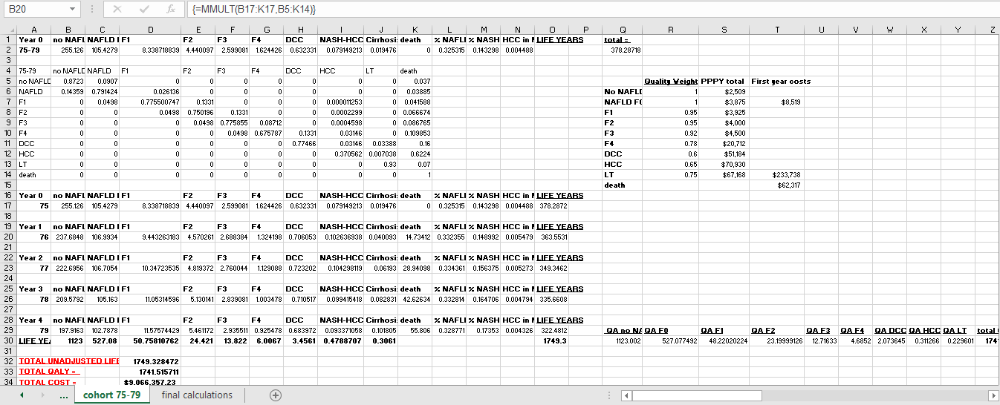 B20 {=MMULT(B17:K17,B5:K14)}
A B C D E F G H I J K L M N O P Q R S T U V W X Y Z
1 Year 0 no NAFL NAFLD I F1 F2 F3 F4 DCC NASH-HCC Cirrhosi: death % NAFLI % NASH HCC in F LIFE YEARS total =
2 75-79 255.126 105.4279 8.338718839 4.440097 2.599081 1.624426 0.632331 0.079149213 0.019476 0 0.325315 0.143298 0.004488 378.28718
3
4 75-79 no NAFLD NAFLD F1 F2 F3 F4 DCC HCC LT death
5 no NAFLD 0.8723 0.0907 0 0 0 0 0 0 0 0.037 Quality Weight PPPY total First year costs
6 NAFLD 0.14359 0.791424 0.026136 0 0 0 0 0 0 0.03885 No NAFLD 1 $2,509
7 F1 0 0.0498 0.775500747 0.1331 0 0 0 0.000011253 0 0.041588 NAFLD F0 1 $3,875 $8,519
8 F2 0 0 0.0498 0.750196 0.1331 0 0 0.0002299 0 0.066674 F1 0.95 $3,925
9 F3 0 0 0 0.0498 0.775855 0.08712 0 0.0004598 0 0.086765 F2 0.95 $4,000
10 F4 0 0 0 0 0.0498 0.675787 0.1331 0.03146 0 0.109853 F3 0.92 $4,500
11 DCC 0 0 0 0 0 0 0.77466 0.03146 0.03388 0.16 F4 0.78 $20,712
12 HCC 0 0 0 0 0 0 0 0.370562 0.007038 0.6224 DCC 0.6 $51,184
13 LT 0 0 0 0 0 0 0 0 0.93 0.07 HCC 0.65 $70,930
14 death 0 0 0 0 0 0 0 0 0 1 LT 0.75 $67,168 $233,738
15 death $62,317
16 Year 0 no NAFL NAFLD I F1 F2 F3 F4 DCC NASH-HCC Cirrhosi: death % NAFLI % NASH HCC in F LIFE YEARS
17 75 255.126 105.4279 8.338718839 4.440097 2.599081 1.624426 0.632331 0.079149213 0.019476 0 0.325315 0.143298 0.004488 378.2872
18
19 Year 1 no NAFL NAFLD I F1 F2 F3 F4 DCC NASH-HCC Cirrhosi: death % NAFLI % NASH HCC in F LIFE YEARS
20 76 237.6848 106.9934 9.443263183 4.570261 2.688384 1.324198 0.706053 0.102636938 0.040093 14.73412 0.332355 0.148992 0.005479 363.5531
21
22 Year 2 no NAFL NAFLD I F1 F2 F3 F4 DCC NASH-HCC Cirrhosi: death % NAFLI % NASH HCC in F LIFE YEARS
23 77 222.6956 106.7054 10.34723535 4.819372 2.760044 1.129088 0.723202 0.104298119 0.06193 28.94098 0.334361 0.156375 0.005273 349.3462
24
25 Year 3 no NAFL NAFLD I F1 F2 F3 F4 DCC NASH-HCC Cirrhosi: death % NAFLI % NASH HCC in F LIFE YEARS
26 78 209.5792 105.163 11.05314596 5.130141 2.839081 1.003478 0.710517 0.099415418 0.082831 42.62634 0.332814 0.164706 0.004794 335.6608
27
28 Year 4 no NAFL NAFLD I F1 F2 F3 F4 DCC NASH-HCC Cirrhosi: death % NAFLI % NASH HCC in F LIFE YEARS
29 79 197.9163 102.7878 11.57574429 5.461172 2.935511 0.925478 0.683972 0.093371058 0.101805 55.806 0.328771 0.17353 0.004326 322.4812 QA no NA QA F0 QA F1 QA F2 QA F3 QA F4 QA DCC QA HCC QA LT total
30 LIFE YEA 1123 527.08 50.75810762 24.421 13.822 6.0067 3.4561 0.4788707 0.3061 1749.3 1123.002 527.077492 48.22020224 23.19999126 12.71633 4.6852 2.073645 0.311266 0.229601 174
31
32 TOTAL UNADJUSTED LIFE 1749.328472
33 TOTAL QALY = 1741.515711
34 TOTAL COST = $9,066,357.23
... cohort 75-79 final calculations